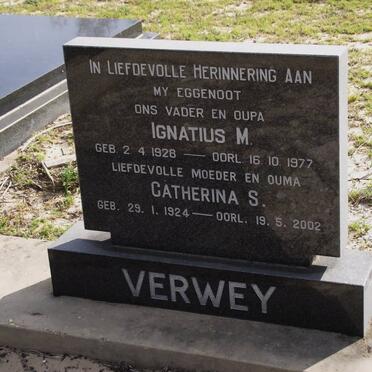 IN LIEFDEVOLLE HERINNERING AAN
MY EGGENOOT
ONS VADER EN OUPA
IGNATIUS M.
GEB. 2.4.1928 — OORL. 16.10.1977
LIEFDEVOLLE MOEDER EN OUMA
CATHERINA S.
GEB. 29.1.1924 — OORL. 19.5.2002
VERWEY